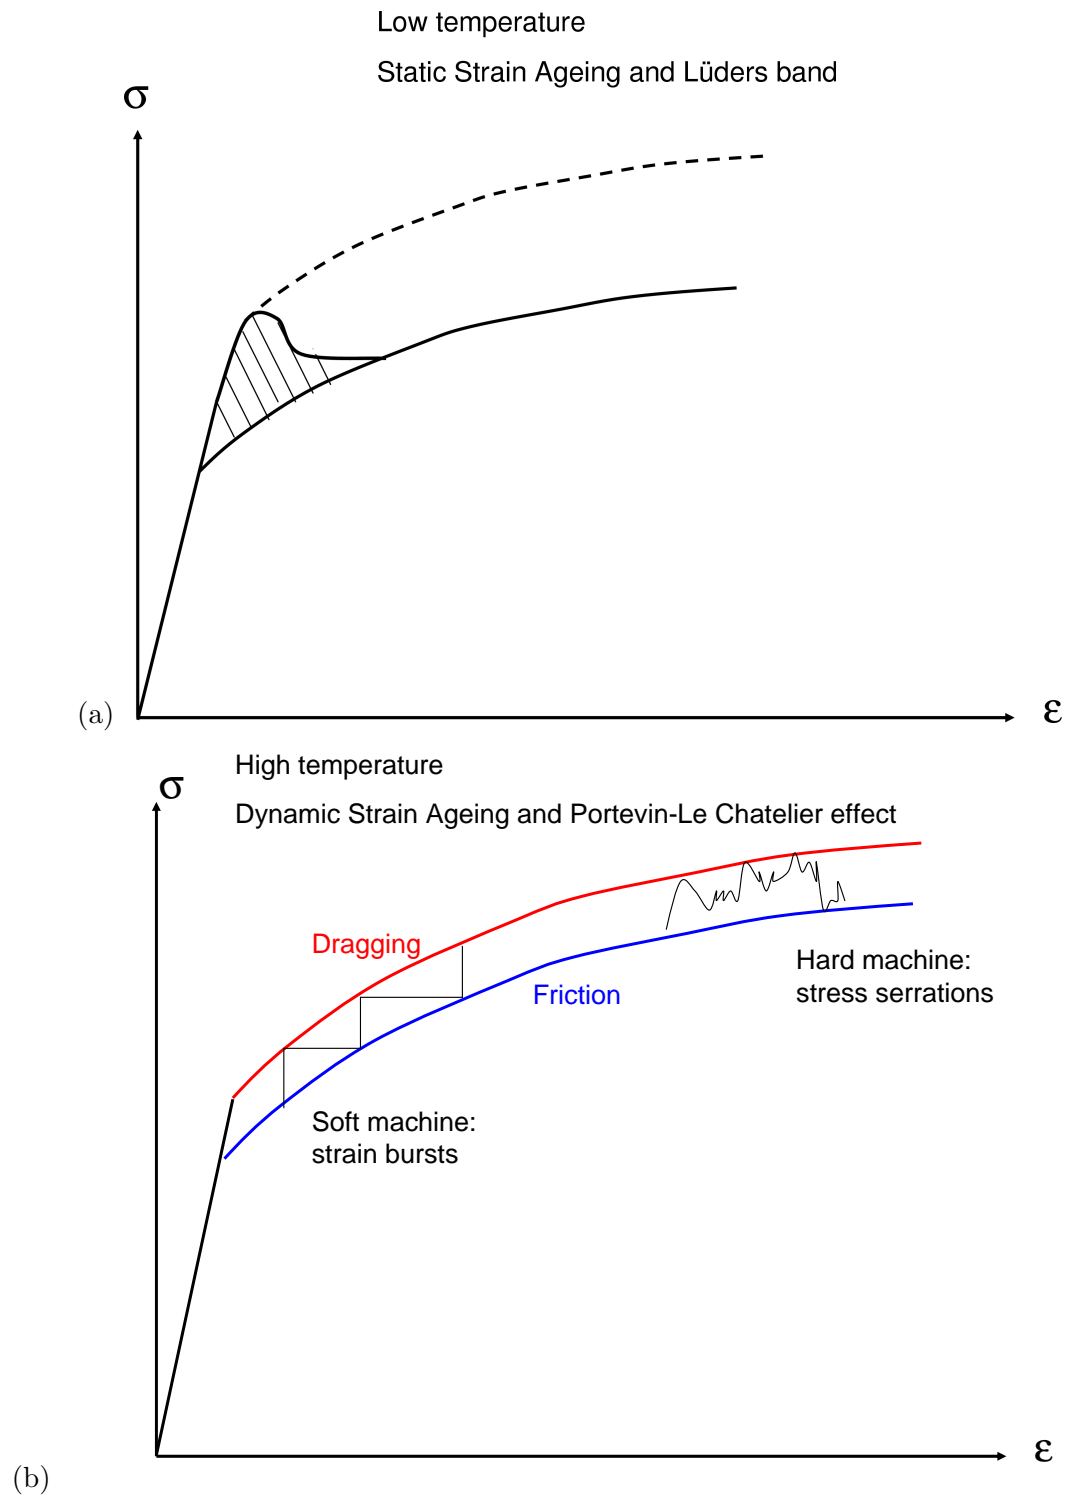 Low temperature
Static Strain Ageing and Lüders band
σ
(a)
ε
High temperature
σ
Dynamic Strain Ageing and Portevin-Le Chatelier effect
Dragging
Hard machine:
stress serrations
Friction
Soft machine:
strain bursts
ε
(b)